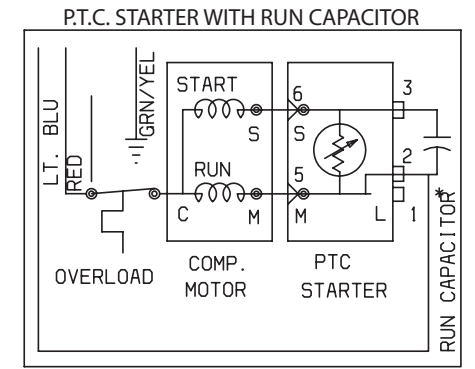 P.T.C. STARTER WITH RUN CAPACITOR
LT. BLU
RED
GRN/YEL
START
RUN
S
C
M
6
S
5
M
3
2
L
1
OVERLOAD
COMP.
MOTOR
PTC
STARTER
RUN CAPACITOR*